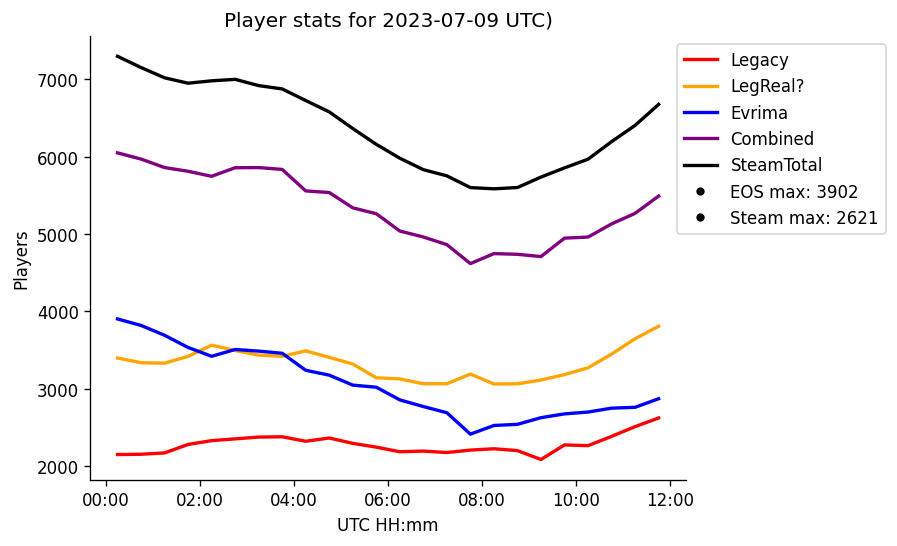 Player stats for 2023-07-09 UTC)
Legacy
LegReal?
Evrima
Combined
SteamTotal
EOS max: 3902
Steam max: 2621
Players
7000
6000
5000
4000
3000
2000
00:00 02:00 04:00 06:00 08:00 10:00 12:00
UTC HH:mm